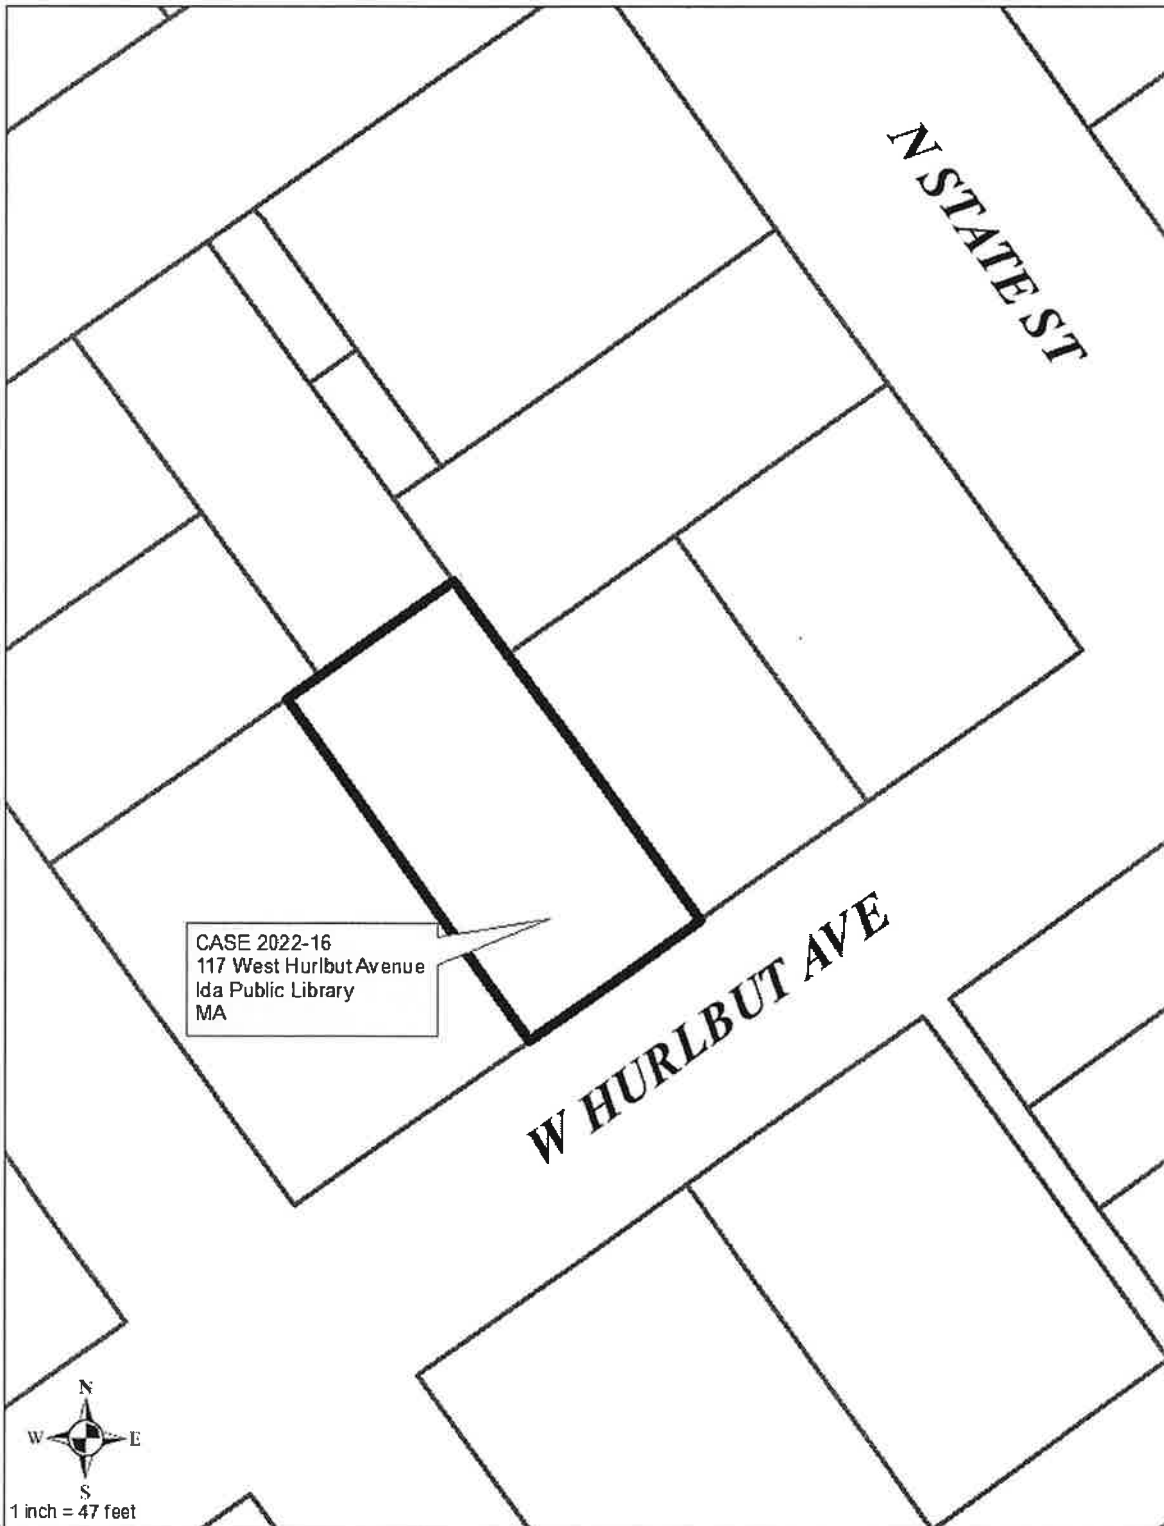 N STATE ST
CASE 2022-16
117 West Hurlbut Avenue
Ida Public Library
MA
W HURLBUT AVE
N
W E
S
1 inch = 47 feet